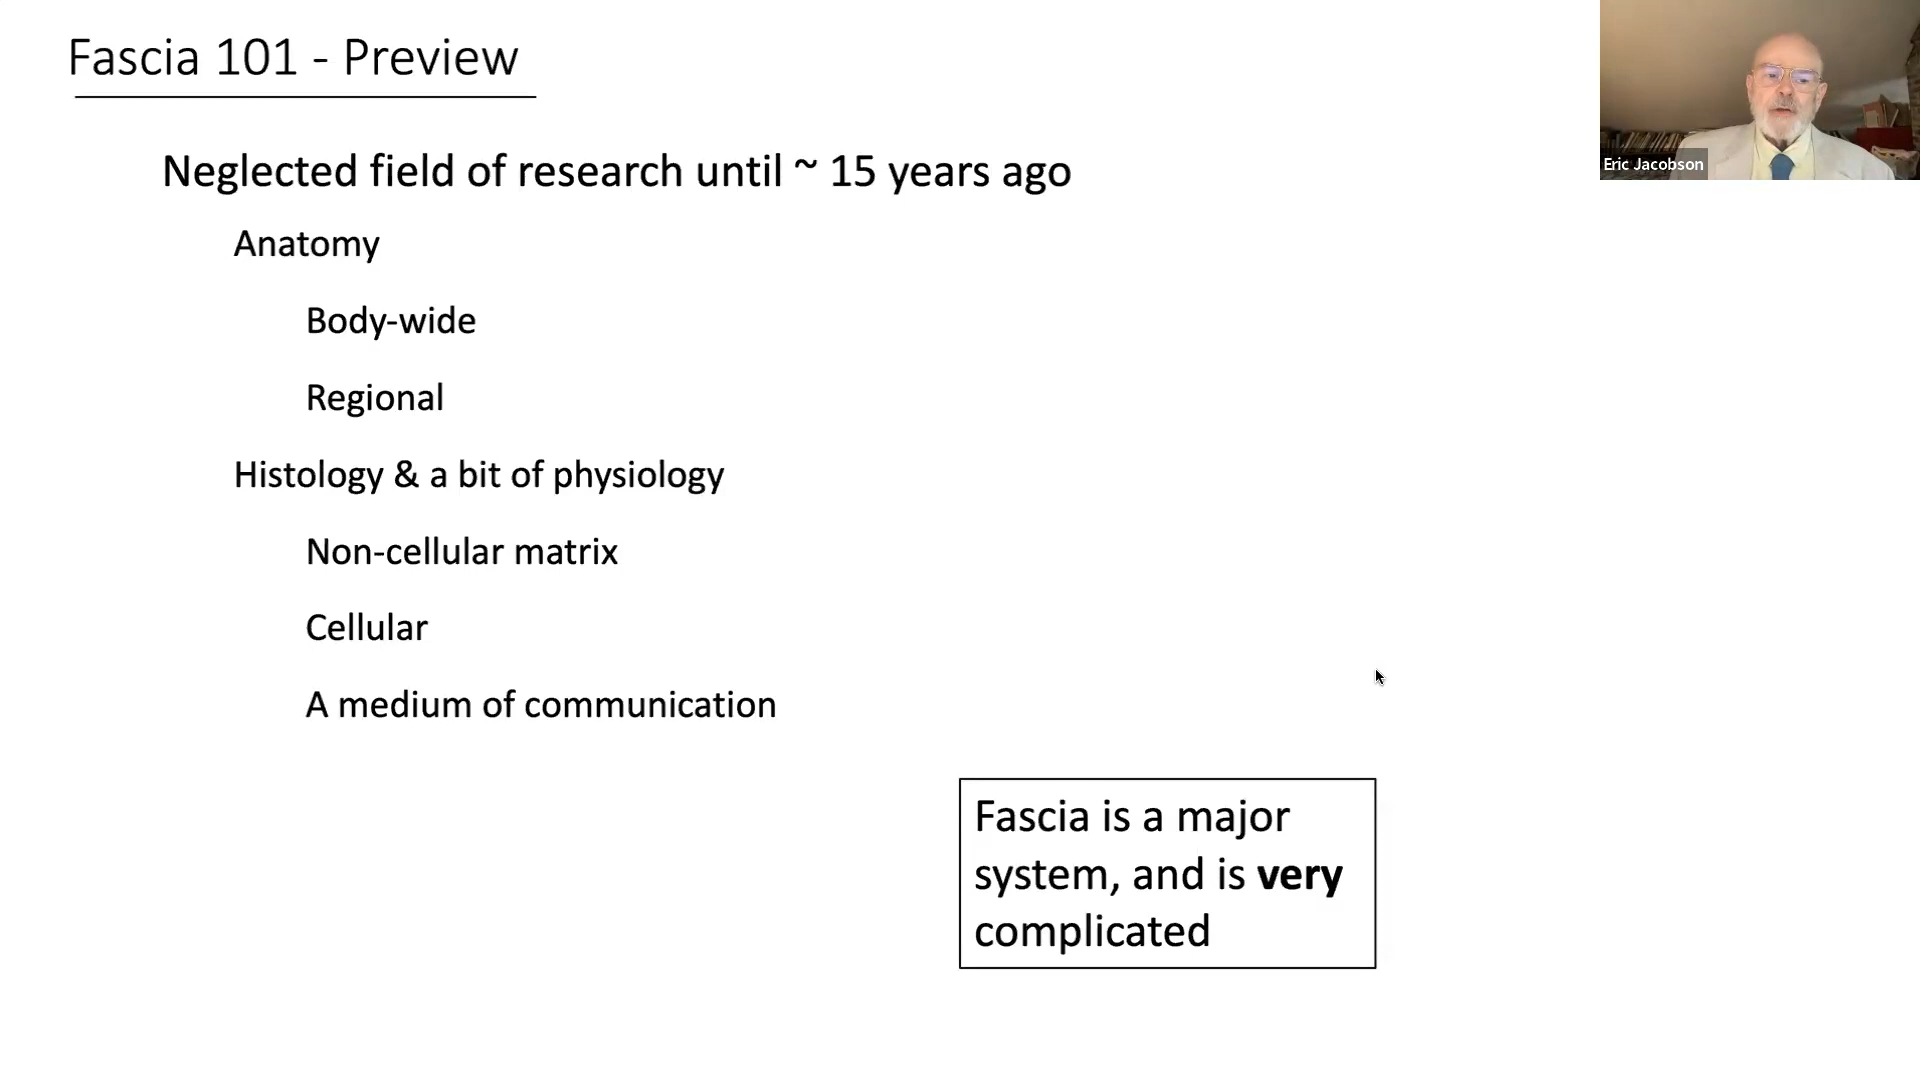 Fascia 101 - Preview
Eric Jacobson
Neglected field of research until ~ 15 years ago
Anatomy
Body-wide
Regional
Histology & a bit of physiology
Non-cellular matrix
Cellular
A medium of communication
Fascia is a major
system, and is very
complicated